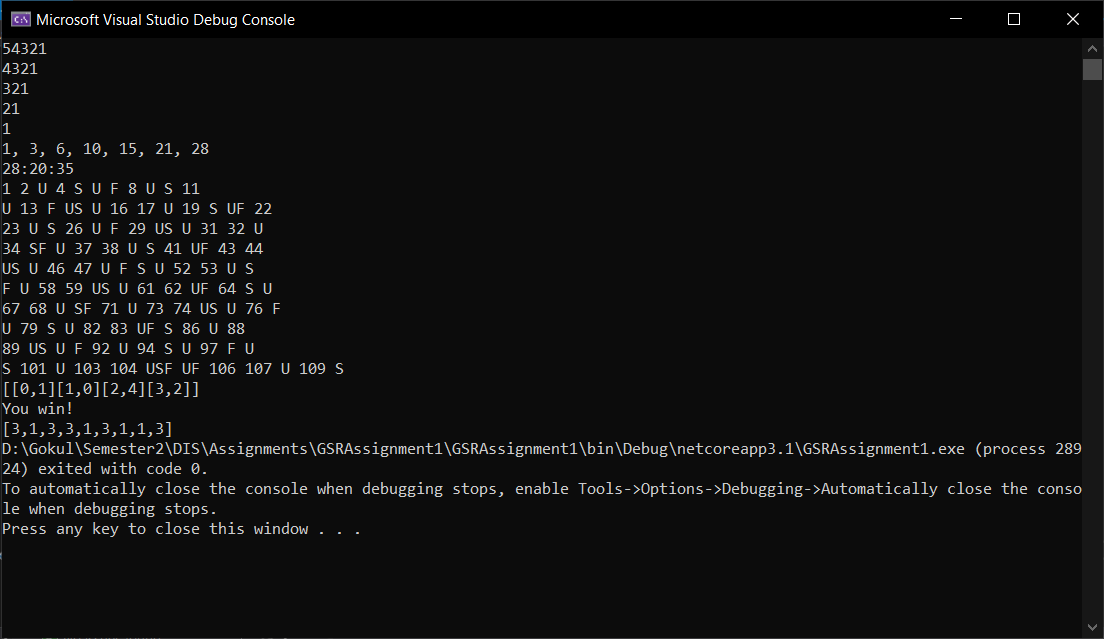 Microsoft Visual Studio Debug Console
54321
4321
321
21
1
1, 3, 6, 10, 15, 21, 28
28:20:35
1 2 U 4 S U F 8 U S 11
U 13 F US U 16 17 U 19 S UF 22
23 U S 26 U F 29 US U 31 32 U
34 SF U 37 38 U S 41 UF 43 44
US U 46 47 U F S U 52 53 U S
F U 58 59 US U 61 62 UF 64 S U
67 68 U SF 71 U 73 74 US U 76 F
U 79 S U 82 83 UF S 86 U 88
89 US U F 92 U 94 S U 97 F U
S 101 U 103 104 USF UF 106 107 U 109 S
[[0,1][1,0][2,4][3,2]]
You win!
[3,1,3,3,1,3,1,1,3]
D:\Gokul\Semester2\DIS\Assignments\GSRAssignment1\GSRAssignment1\bin\Debug\netcoreapp3.1\GSRAssignment1.exe (process 289
24) exited with code 0.
To automatically close the console when debugging stops, enable Tools->Options->Debugging->Automatically close the conso
le when debugging stops.
Press any key to close this window . . .